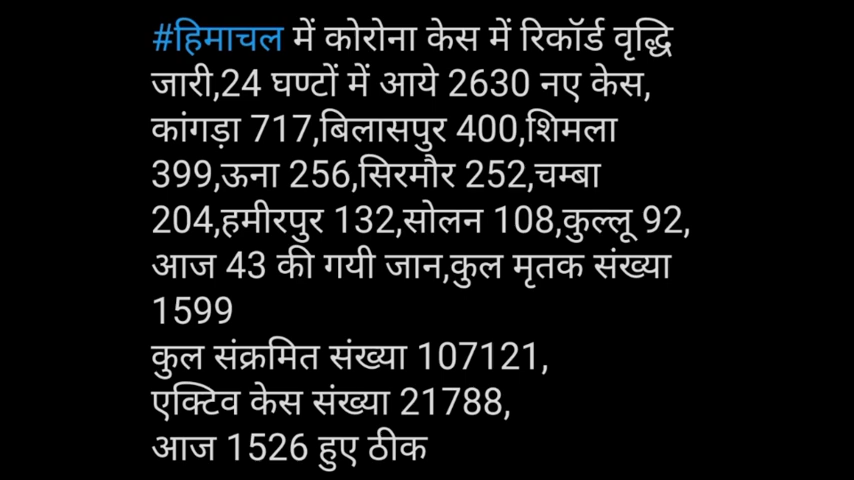 #हिमाचल में कोरोना केस में रिकॉर्ड वृद्धि
जारी,24 घण्टों में आये 2630 नए केस,
कांगड़ा 717,बिलासपुर 400,शिमला
399,ऊना 256,सिरमौर 252,चम्बा
204,हमीरपुर 132,सोलन 108,कुल्लू 92,
आज 43 की गयी जान,कुल मृतक संख्या
1599
कुल संक्रमित संख्या 107121,
एक्टिव केस संख्या 21788,
आज 1526 हुए ठीक